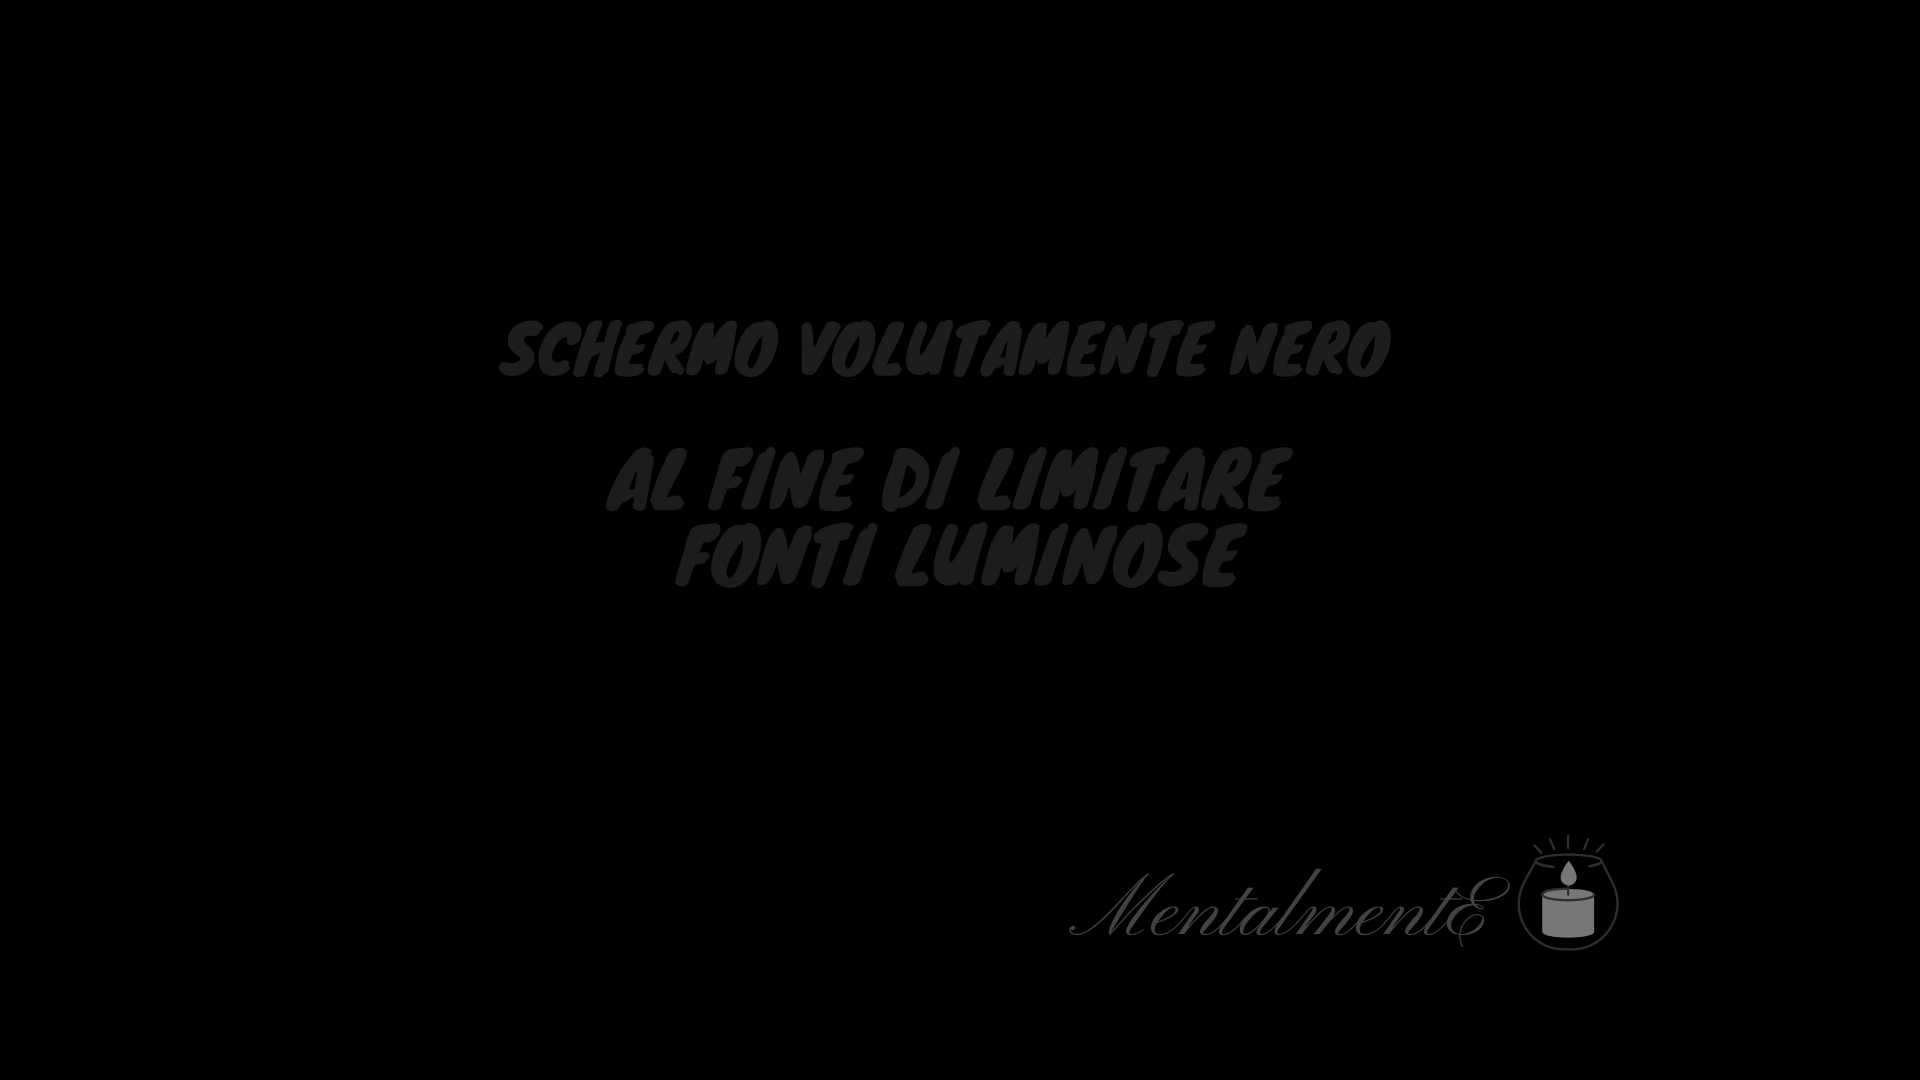 SCHERMO VOLUTAMENTE NERO
AL FINE DI LIMITARE
FONTI LUMINOSE
MentalmentE